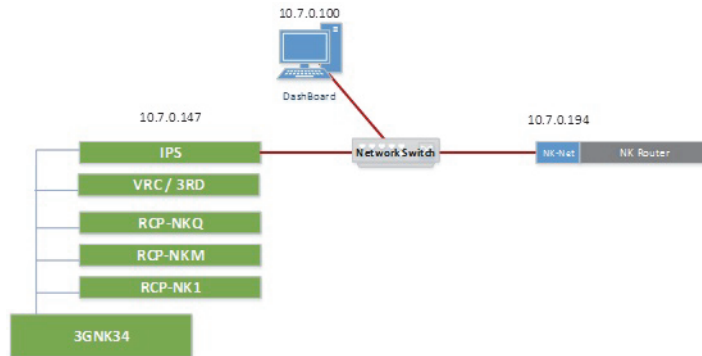 10.7.0.100
DashBoard
10.7.0.147
10.7.0.194
IPS
Network Switch
NK-Net
NK Router
VRC / 3RD
RCP-NKQ
RCP-NKM
RCP-NK1
3GNK34